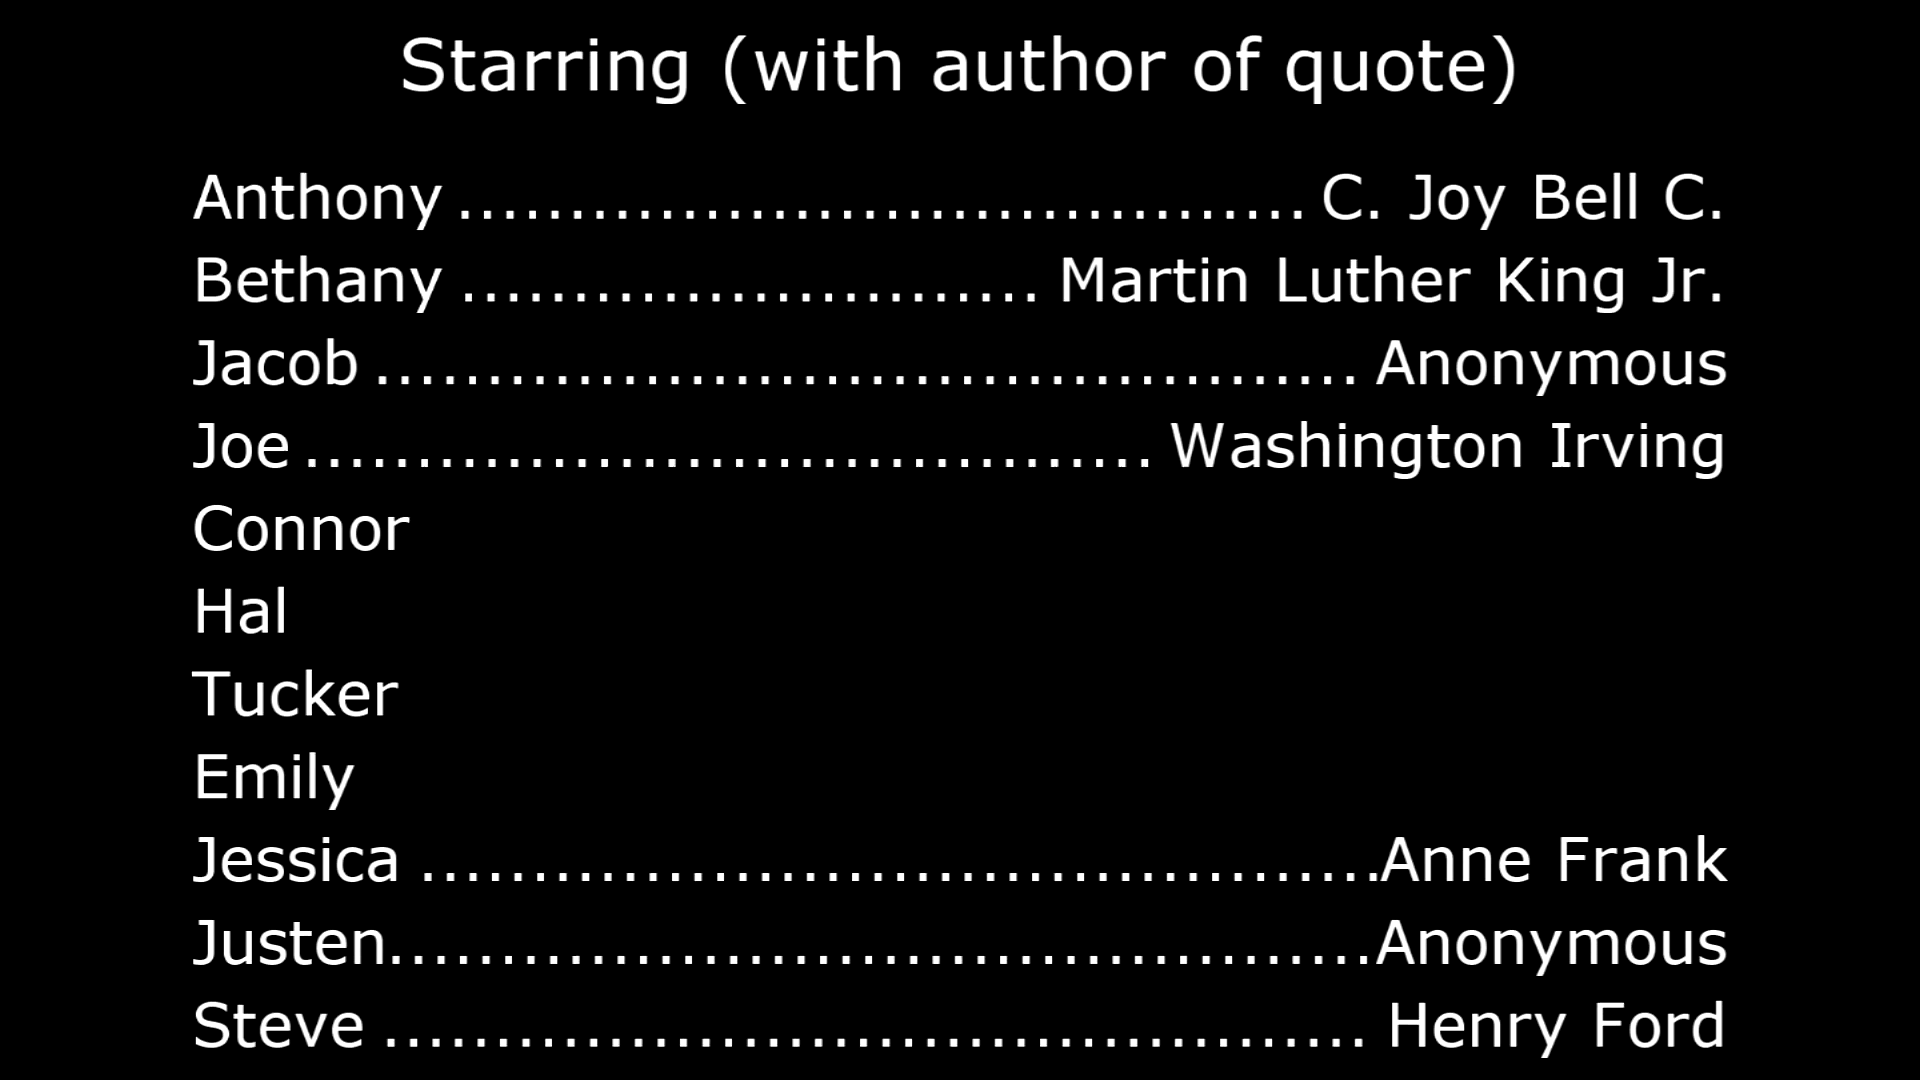 Starring (with author of quote)
Anthony ...................................... C. Joy Bell C.
Bethany .......................... Martin Luther King Jr.
Jacob ............................................ Anonymous
Joe ...................................... Washington Irving
Connor
Hal
Tucker
Emily
Jessica ...........................................Anne Frank
Justen............................................Anonymous
Steve ............................................ Henry Ford